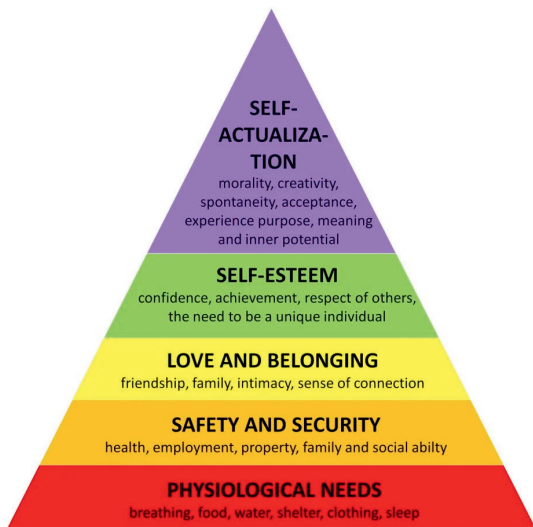 SELF-
ACTUALIZA-
TION
morality, creativity,
spontaneity, acceptance,
experience purpose, meaning
and inner potential
SELF-ESTEEM
confidence, achievement, respect of others,
the need to be a unique individual
LOVE AND BELONGING
friendship, family, intimacy, sense of connection
SAFETY AND SECURITY
health, employment, property, family and social abilty
PHYSIOLOGICAL NEEDS
breathing, food, water, shelter, clothing, sleep